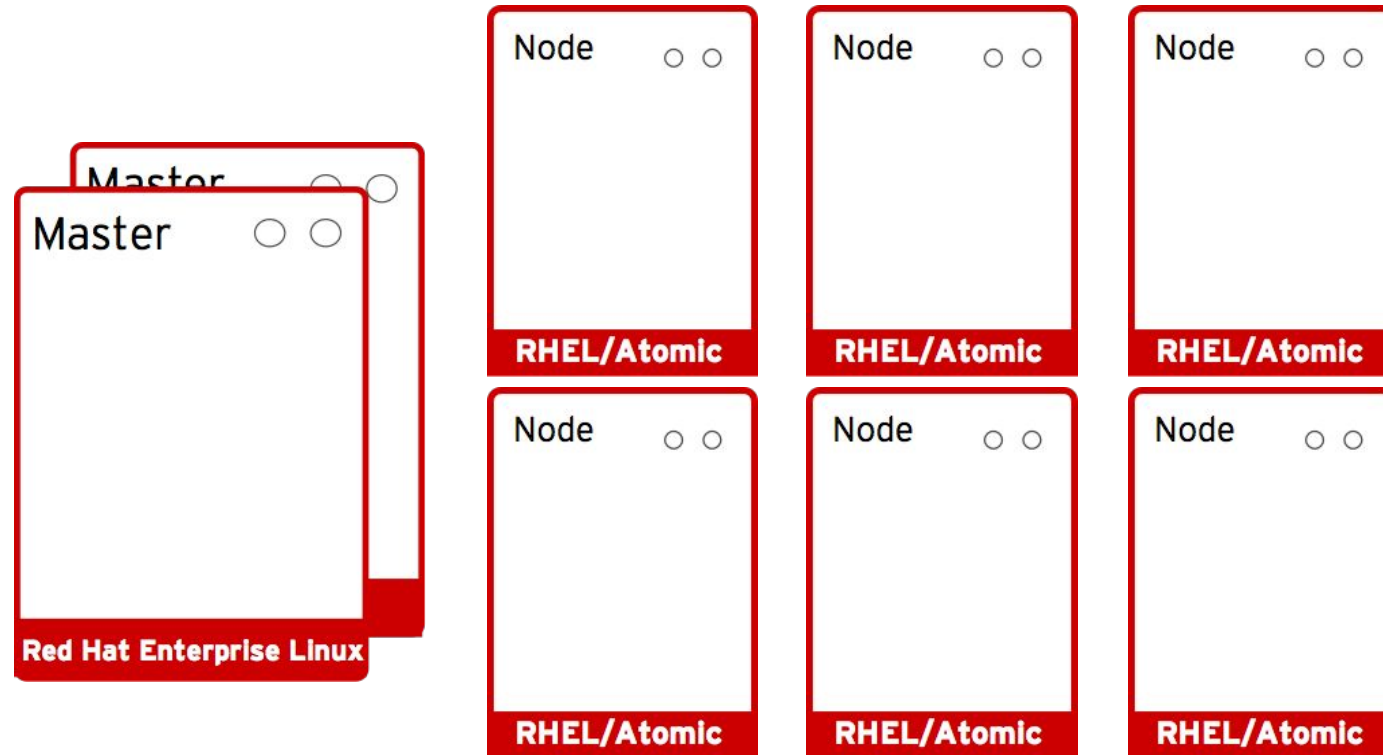 Node
Node
Node
RHEL/Atomic
RHEL/Atomic
RHEL/Atomic
Master
Master
Red Hat Enterprise Linux
Node
Node
Node
RHEL/Atomic
RHEL/Atomic
RHEL/Atomic